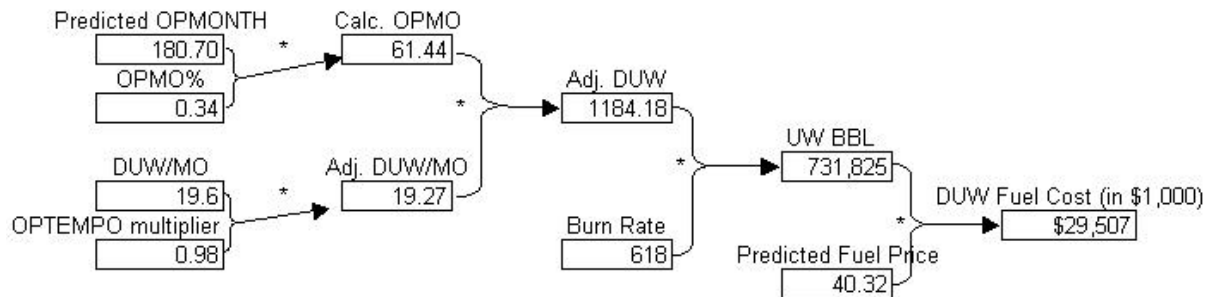 Predicted OPMONTH
180.70
*
Calc. OPMO
61.44
OPMO%
0.34
*
Adj. DUW
1184.18
DUW/MO
19.6
*
Adj. DUW/MO
19.27
OPTEMPO multiplier
0.98
*
UW BBL
731,825
Burn Rate
618
*
DUW Fuel Cost (in $1,000)
$29,507
Predicted Fuel Price
40.32